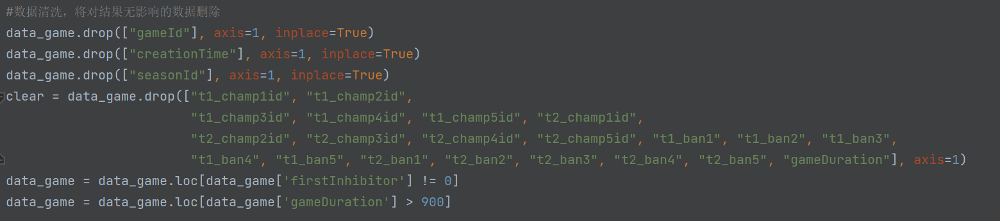 #数据清洗，将对结果无影响的数据删除
data_game.drop(["gameId"], axis=1, inplace=True)
data_game.drop(["creationTime"], axis=1, inplace=True)
data_game.drop(["seasonId"], axis=1, inplace=True)
clear = data_game.drop(["t1_champ1id", "t1_champ2id",
"t1_champ3id", "t1_champ4id", "t1_champ5id", "t2_champ1id",
"t2_champ2id", "t2_champ3id", "t2_champ4id", "t2_champ5id", "t1_ban1", "t1_ban2", "t1_ban3",
"t1_ban4", "t1_ban5", "t2_ban1", "t2_ban2", "t2_ban3", "t2_ban4", "t2_ban5", "gameDuration"], axis=1)
data_game = data_game.loc[data_game['firstInhibitor'] != 0]
data_game = data_game.loc[data_game['gameDuration'] > 900]